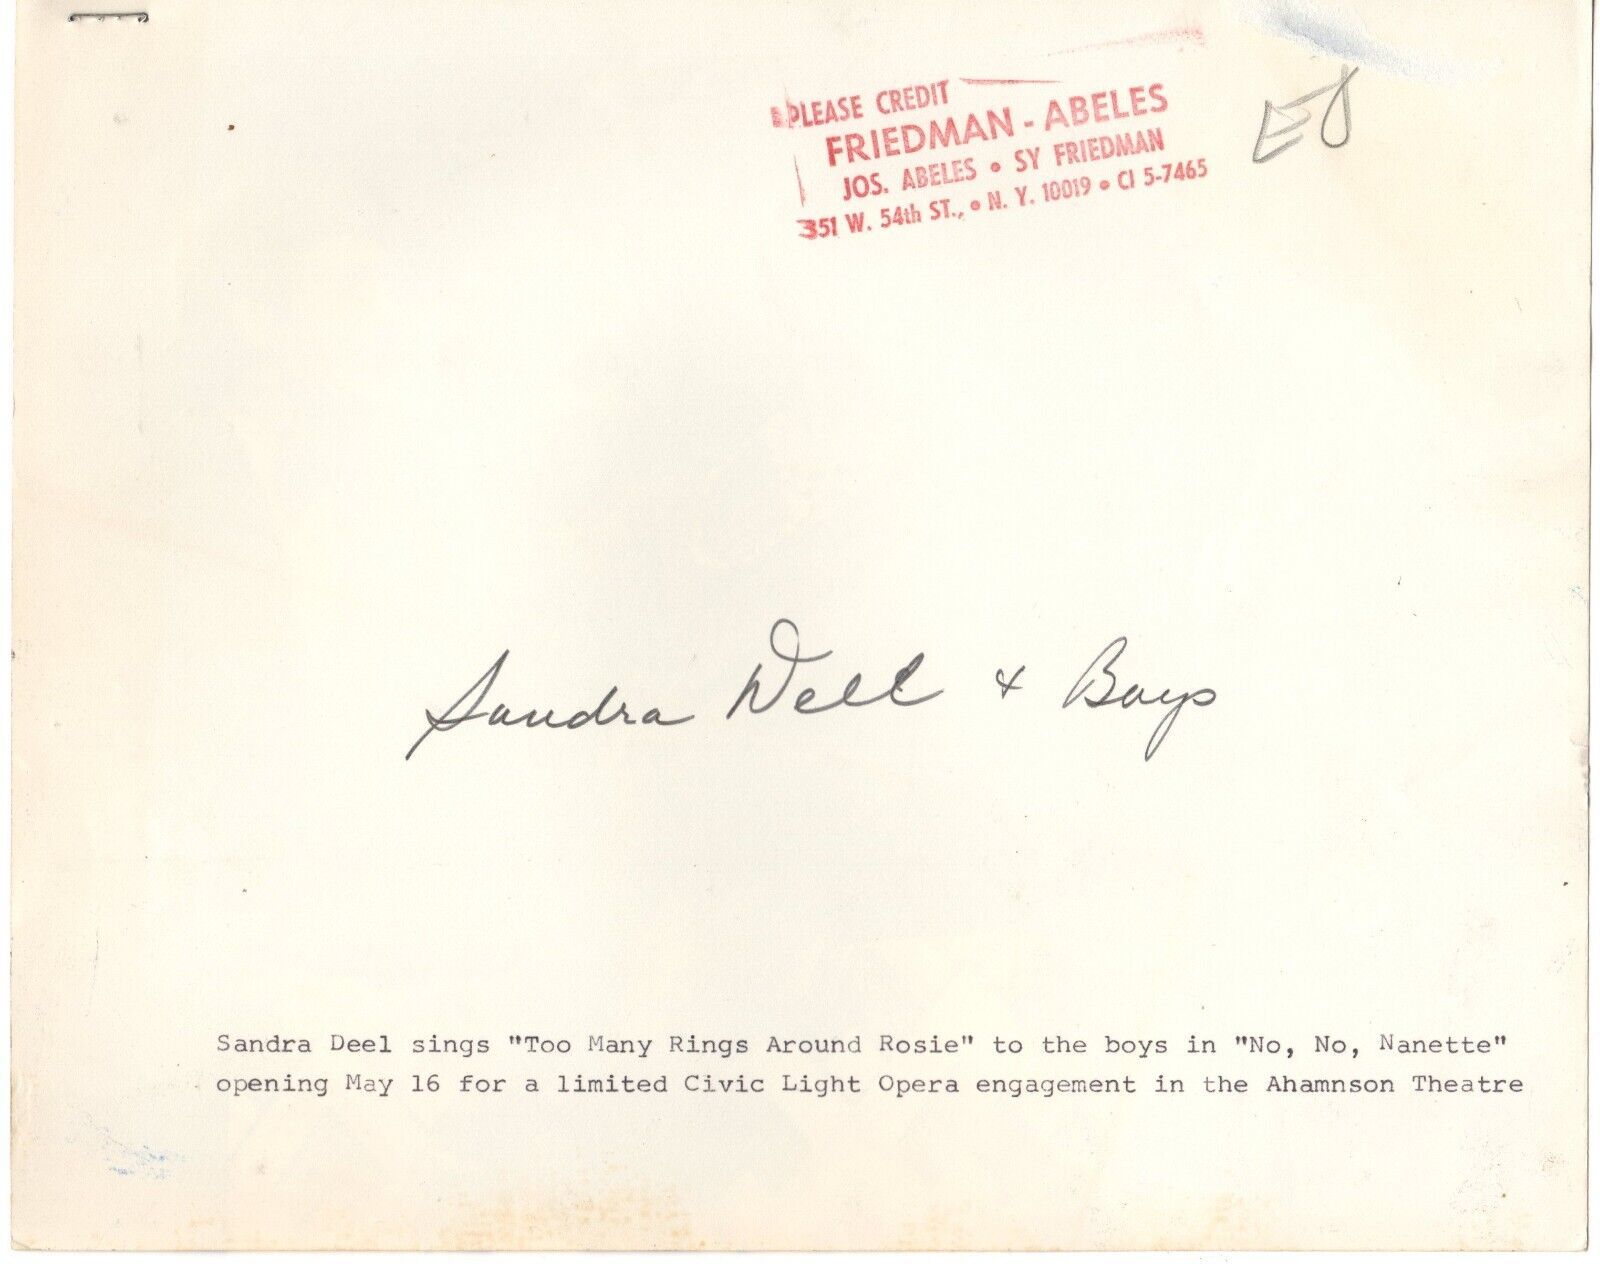 PLEASE CREDIT
FRIEDMAN - ABELES
JOS. ABELES • SY FRIEDMAN
351 W. 54th ST., • N. Y. 10019 • CI 5-7465
Sandra Dell + Boys
Sandra Deel sings "Too Many Rings Around Rosie" to the boys in "No, No, Nanette"
opening May 16 for a limited Civic Light Opera engagement in the Ahamnson Theatre